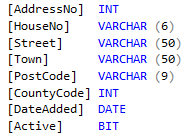 [AddressNo] INT
[HouseNo] VARCHAR (6)
[Street] VARCHAR (50)
[Town] VARCHAR (50)
[PostCode] VARCHAR (9)
[CountyCode] INT
[DateAdded] DATE
[Active] BIT